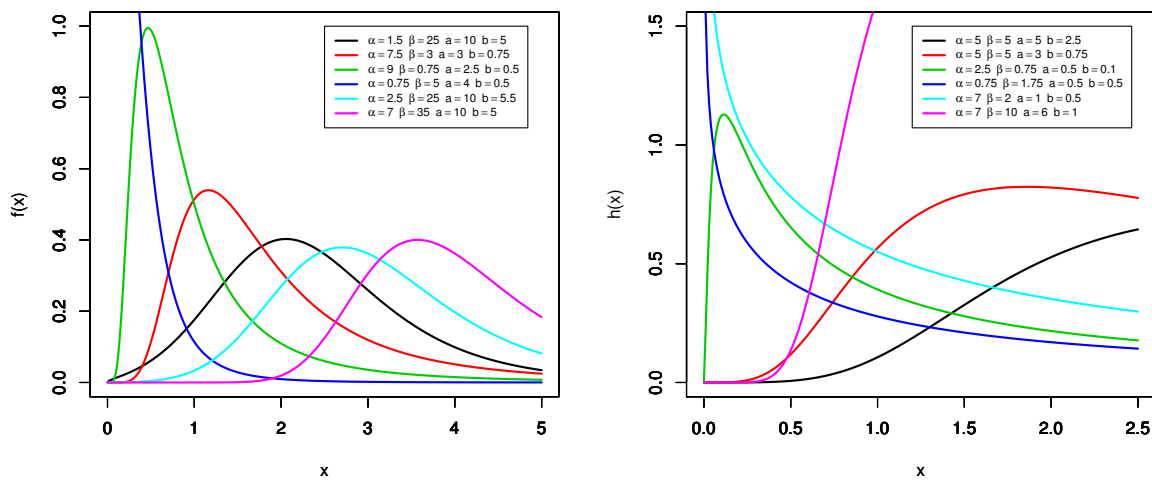 α = 1.5 β = 25 a = 10 b = 5
α = 7.5 β = 3 a = 3 b = 0.75
α = 9 β = 0.75 a = 2.5 b = 0.5
α = 0.75 β = 5 a = 4 b = 0.5
α = 2.5 β = 25 a = 10 b = 5.5
α = 7 β = 35 a = 10 b = 5
f(x)
0.0 0.2 0.4 0.6 0.8 1.0
0 1 2 3 4 5
x
α = 5 β = 5 a = 5 b = 2.5
α = 5 β = 5 a = 3 b = 0.75
α = 2.5 β = 0.75 a = 0.5 b = 0.1
α = 0.75 β = 1.75 a = 0.5 b = 0.5
α = 7 β = 2 a = 1 b = 0.5
α = 7 β = 10 a = 6 b = 1
h(x)
0.0 0.5 1.0 1.5
0.0 0.5 1.0 1.5 2.0 2.5
x